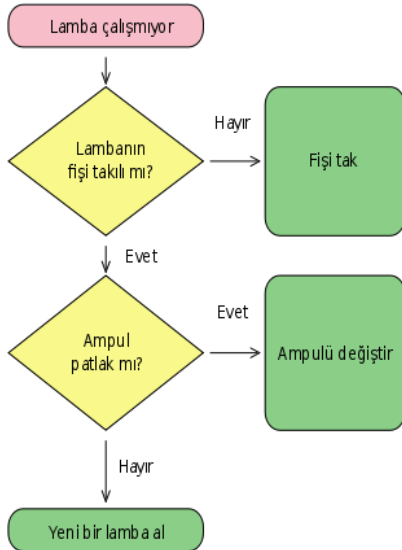 Lamba çalışmıyor
Lambanın
fişi takılı mı?
Hayır
Fişi tak
Evet
Ampul
patlak mı?
Evet
Ampulü değiştir
Hayır
Yeni bir lamba al